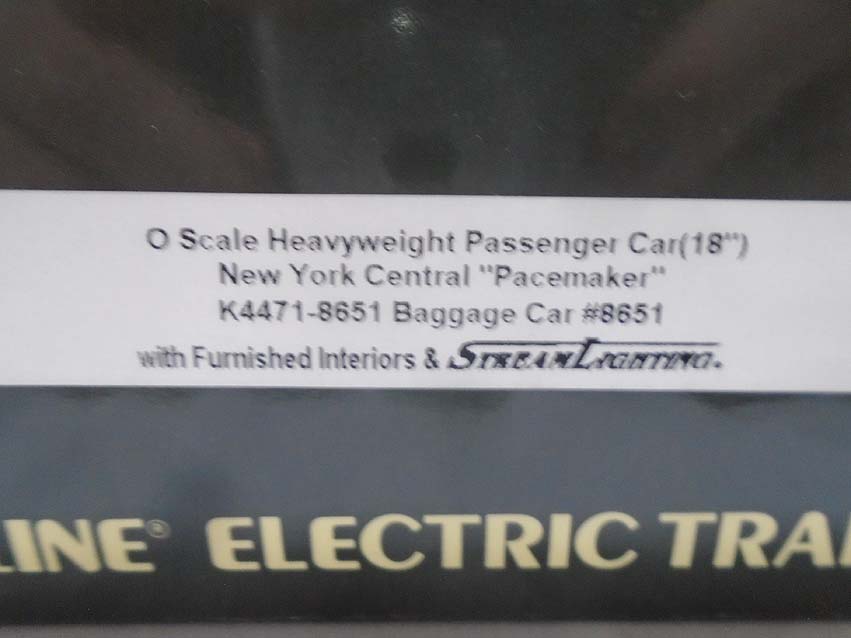 O Scale Heavyweight Passenger Car(18")
New York Central "Pacemaker"
K4471-8651 Baggage Car #8651
with Furnished Interiors & STREAMLIGHTING.
LINE® ELECTRIC TRAI